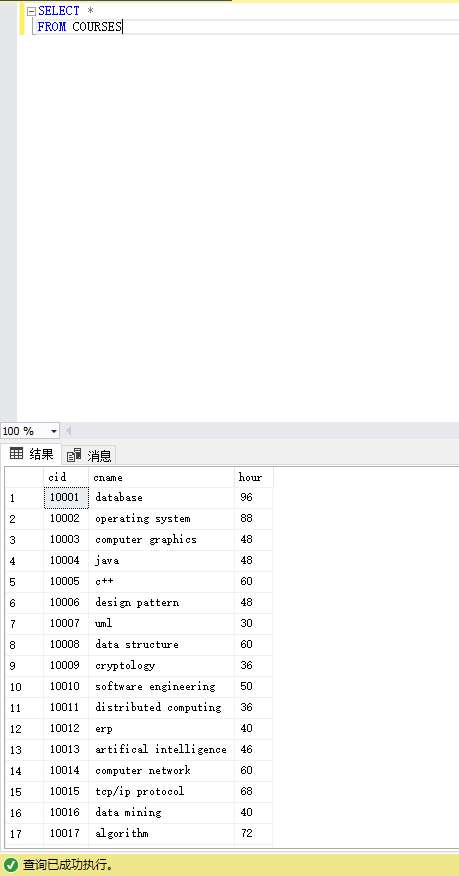 SELECT *
FROM COURSES
100 %
结果 消息
cid cname hour
1 10001 database 96
2 10002 operating system 88
3 10003 computer graphics 48
4 10004 java 48
5 10005 c++ 60
6 10006 design pattern 48
7 10007 uml 30
8 10008 data structure 60
9 10009 cryptology 36
10 10010 software engineering 50
11 10011 distributed computing 36
12 10012 erp 40
13 10013 artifical intelligence 46
14 10014 computer network 60
15 10015 tcp/ip protocol 68
16 10016 data mining 40
17 10017 algorithm 72
查询已成功执行。